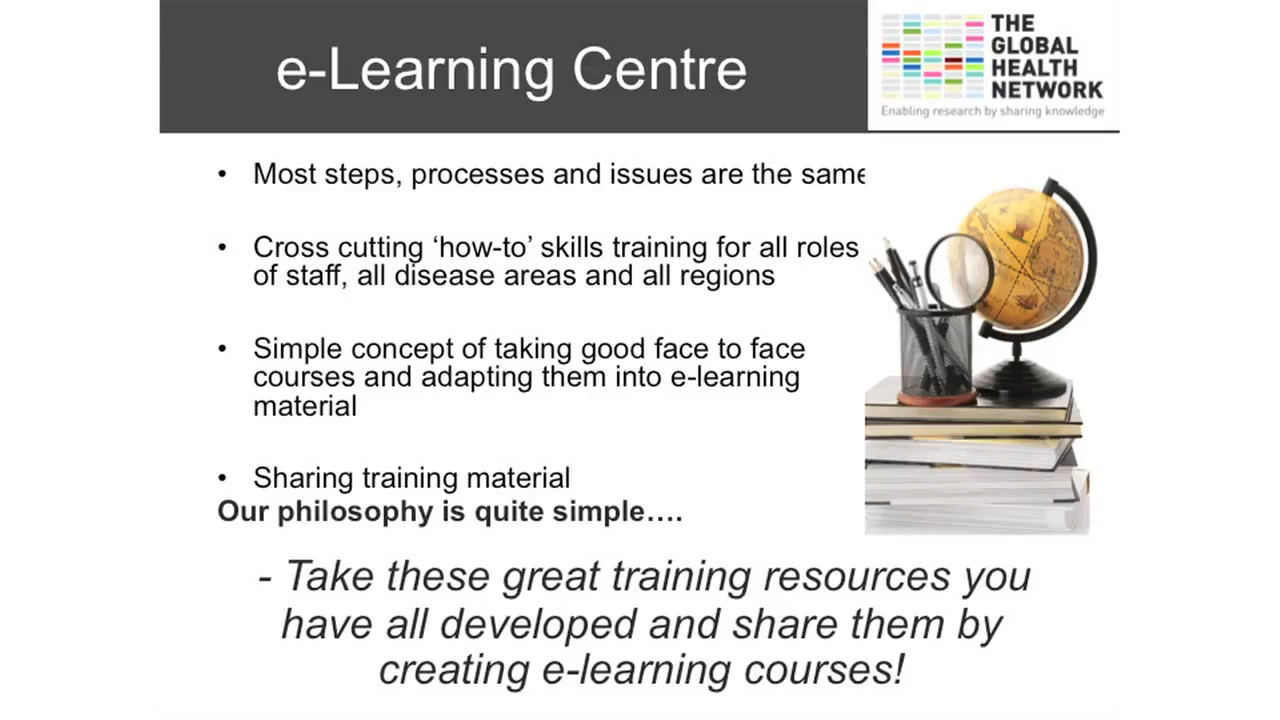 e-Learning Centre
THE
GLOBAL
HEALTH
NETWORK
Enabling research by sharing knowledge
• Most steps, processes and issues are the same
• Cross cutting ‘how-to’ skills training for all roles
of staff, all disease areas and all regions
• Simple concept of taking good face to face
courses and adapting them into e-learning
material
• Sharing training material
Our philosophy is quite simple….
- Take these great training resources you
have all developed and share them by
creating e-learning courses!